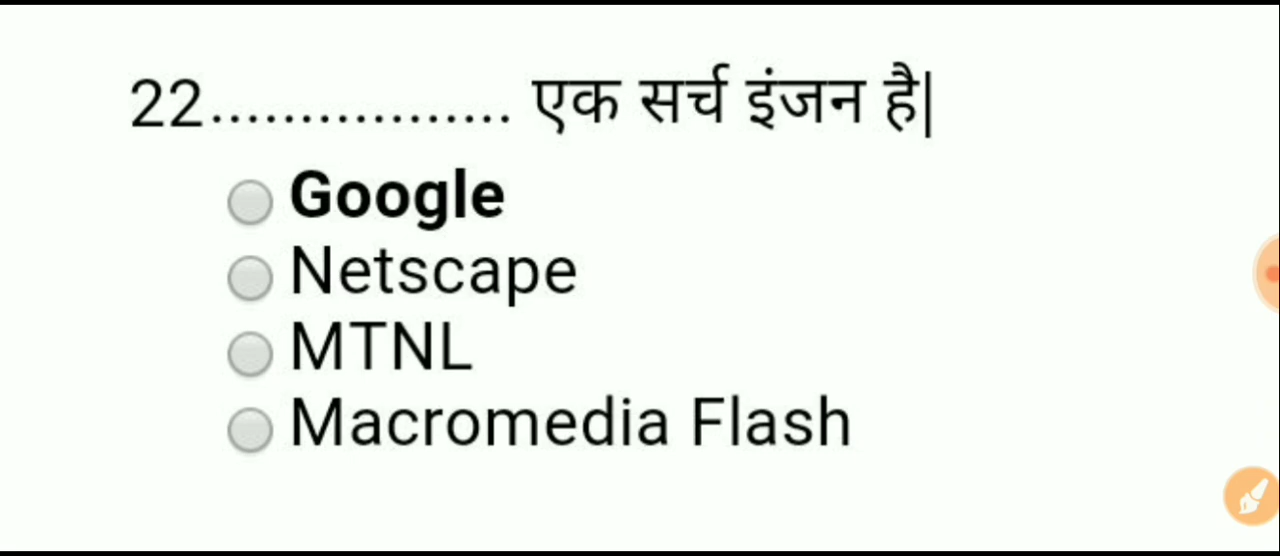 22................. एक सर्च इंजन है|
Google
Netscape
MTNL
Macromedia Flash